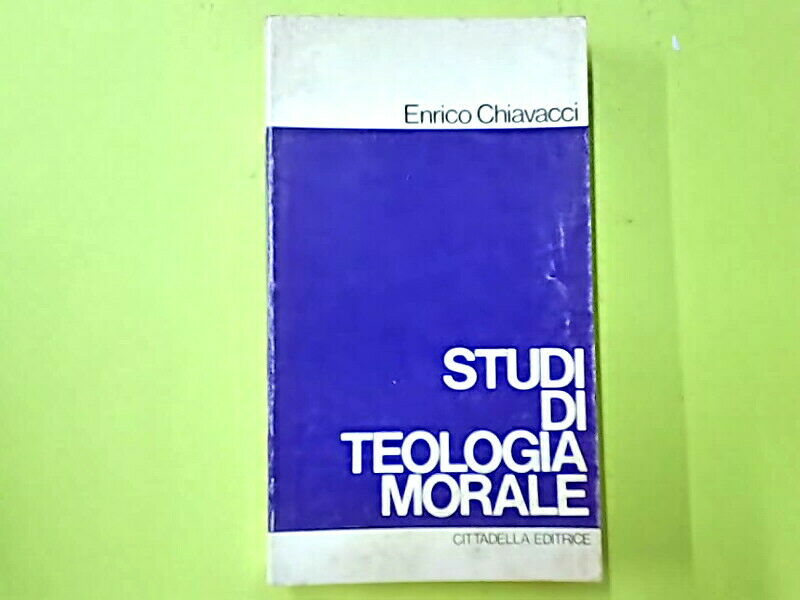 Enrico Chiavacci
STUDI
DI
TEOLOGIA
MORALE
CITTADELLA EDITRICE